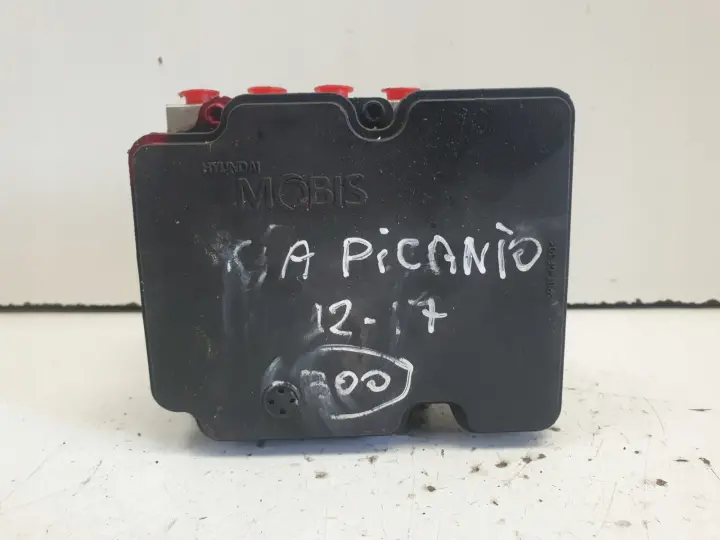 HYUNDAI
MOBIS
KIA PiCANTO
12-17